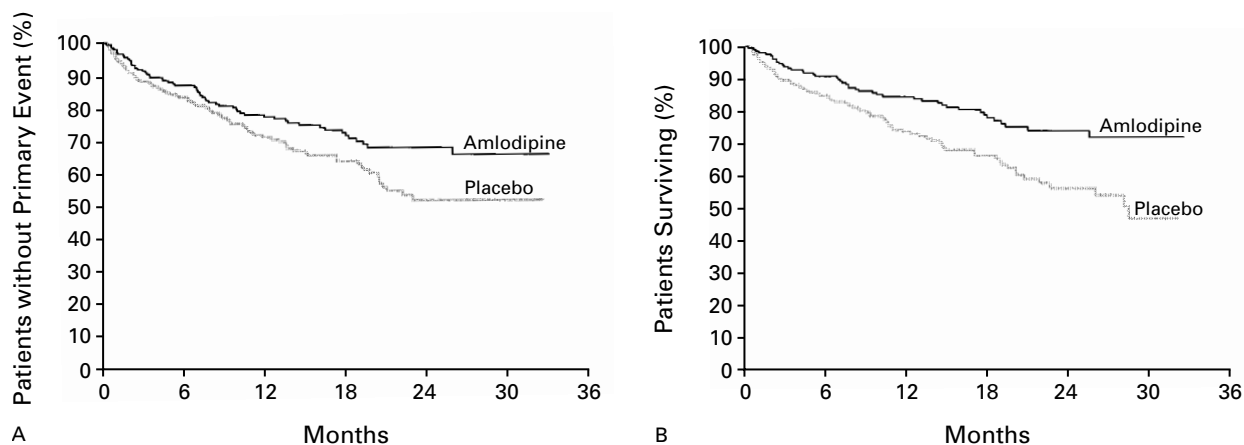 Patients without Primary Event (%)
100
90
80
70
60
50
40
30
20
10
0
Amlodipine
Placebo
0 6 12 18 24 30 36
A Months
Patients Surviving (%)
100
90
80
70
60
50
40
30
20
10
0
Amlodipine
Placebo
0 6 12 18 24 30 36
B Months